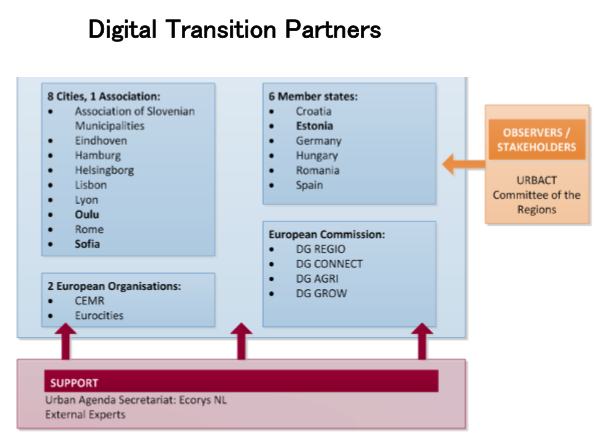 Digital Transition Partners
8 Cities, 1 Association:
• Association of Slovenian
Municipalities
• Eindhoven
• Hamburg
• Helsingborg
• Lisbon
• Lyon
• Oulu
• Rome
• Sofia
2 European Organisations:
• CEMR
• Eurocities
6 Member states:
• Croatia
• Estonia
• Germany
• Hungary
• Romania
• Spain
European Commission:
• DG REGIO
• DG CONNECT
• DG AGRI
• DG GROW
OBSERVERS /
STAKEHOLDERS
URBACT
Committee of the
Regions
SUPPORT
Urban Agenda Secretariat: Ecorys NL
External Experts